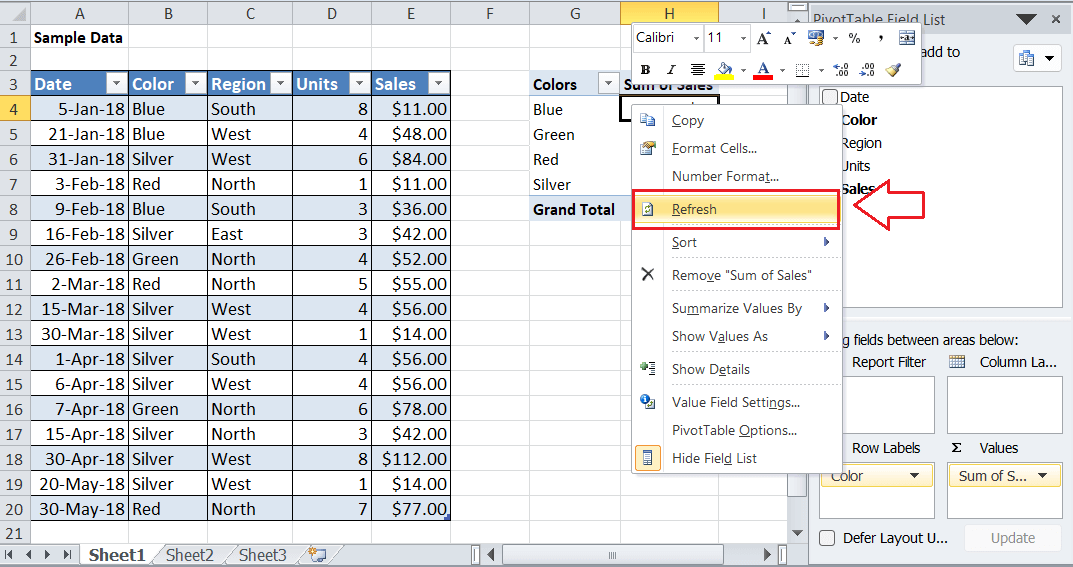 A B C D E F G H I
PivotTable Field List
Calibri 11 A A % ,
B I A
1 Sample Data
2
3 Date Color Region Units Sales Colors Sum of Sales
4 5-Jan-18 Blue South 8 $11.00 Blue
5 21-Jan-18 Blue West 4 $48.00 Green
6 31-Jan-18 Silver West 6 $84.00 Red
7 3-Feb-18 Red North 1 $11.00 Silver
8 9-Feb-18 Blue South 3 $36.00 Grand Total
9 16-Feb-18 Silver East 3 $42.00
10 26-Feb-18 Green North 4 $52.00
11 2-Mar-18 Red North 5 $55.00
12 15-Mar-18 Silver West 4 $56.00
13 30-Mar-18 Silver West 1 $14.00
14 1-Apr-18 Silver South 4 $56.00
15 6-Apr-18 Silver West 4 $56.00
16 7-Apr-18 Green North 6 $78.00
17 15-Apr-18 Silver North 3 $42.00
18 30-Apr-18 Silver West 8 $112.00
19 20-May-18 Silver West 1 $14.00
20 30-May-18 Red North 7 $77.00
21
Copy
Format Cells...
Number Format...
Refresh
Sort
Remove "Sum of Sales"
Summarize Values By
Show Values As
Show Details
Value Field Settings...
PivotTable Options...
Hide Field List
add to
Date
Color
Region
Units
Sales
g fields between areas below:
Report Filter Column La...
Row Labels Σ Values
Color Sum of S...
Defer Layout U... Update
Sheet1 Sheet2 Sheet3